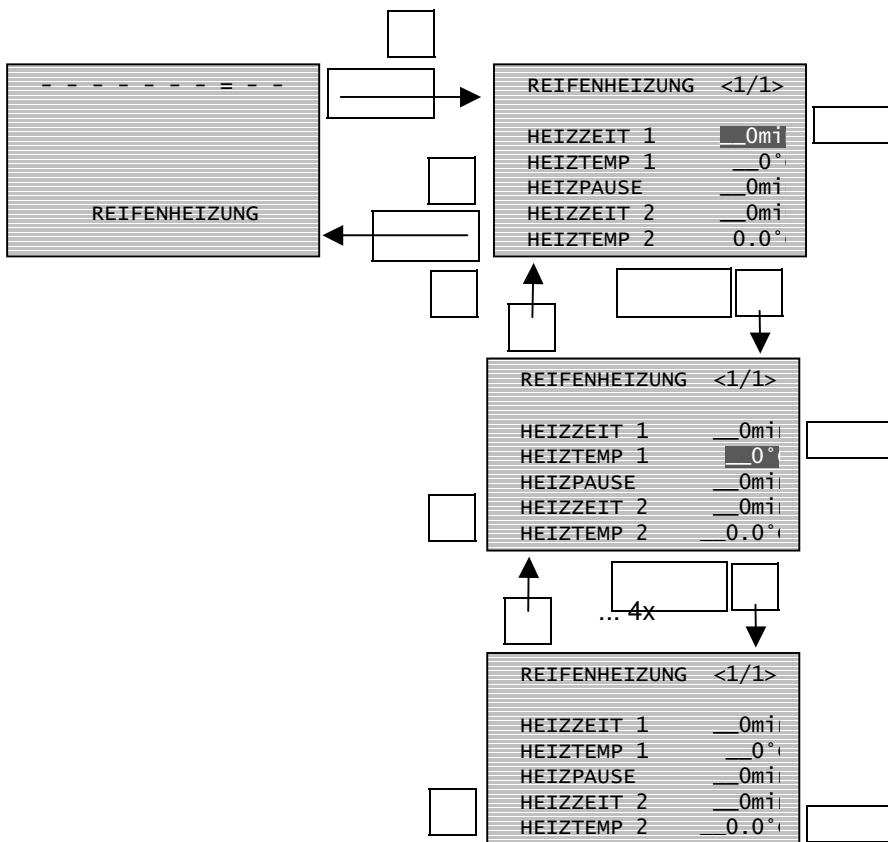 - - - - - - - = - -
REIFENHEIZUNG
REIFENHEIZUNG <1/1>
HEIZZEIT 1 __0mi
HEIZTEMP 1 __0°
HEIZPAUSE __0mi
HEIZZEIT 2 __0mi
HEIZTEMP 2 0.0°
REIFENHEIZUNG <1/1>
HEIZZEIT 1 __0mi
HEIZTEMP 1 __0°
HEIZPAUSE __0mi
HEIZZEIT 2 __0mi
HEIZTEMP 2 __0.0°
... 4x
REIFENHEIZUNG <1/1>
HEIZZEIT 1 __0mi
HEIZTEMP 1 __0°
HEIZPAUSE __0mi
HEIZZEIT 2 __0mi
HEIZTEMP 2 __0.0°